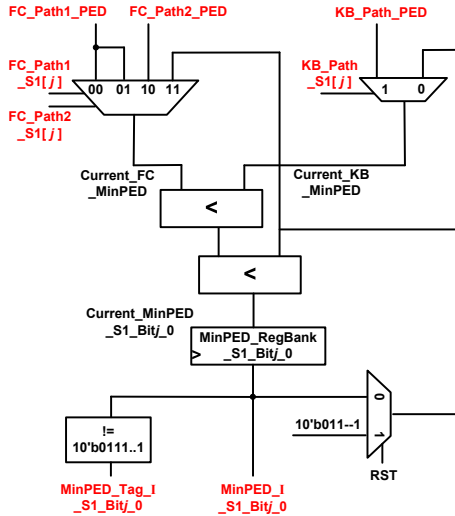 FC_Path1_PED FC_Path2_PED
KB_Path_PED
FC_Path1
_S1[j]
FC_Path2
_S1[j]
00 01 10 11
KB_Path
_S1[j]
1 0
Current_FC
_MinPED
Current_KB
_MinPED
<
<
Current_MinPED
_S1_Bitj_0
MinPED_RegBank
_S1_Bitj_0
>
!=
10'b0111..1
10'b011--1
0
1
RST
MinPED_Tag_I
_S1_Bitj_0
MinPED_I
_S1_Bitj_0